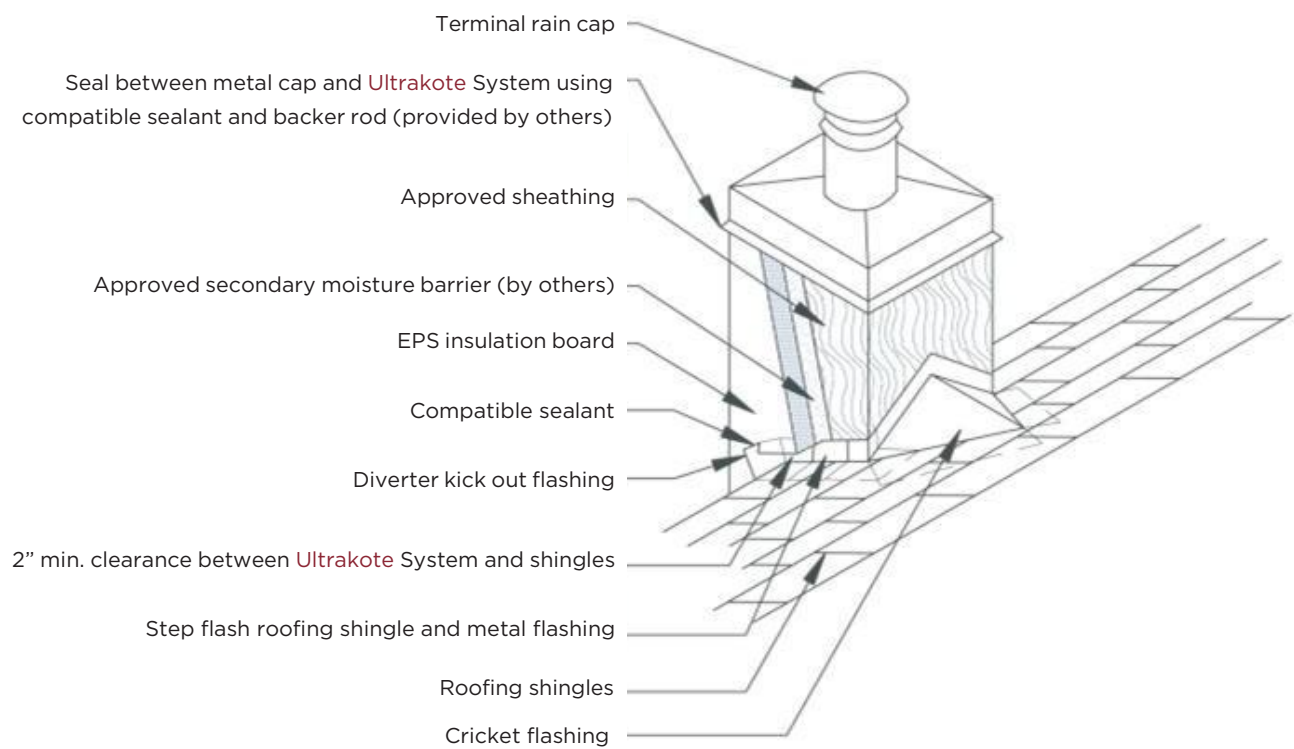 Terminal rain cap
Seal between metal cap and Ultrakote System using
compatible sealant and backer rod (provided by others)
Approved sheathing
Approved secondary moisture barrier (by others)
EPS insulation board
Compatible sealant
Diverter kick out flashing
2” min. clearance between Ultrakote System and shingles
Step flash roofing shingle and metal flashing
Roofing shingles
Cricket flashing